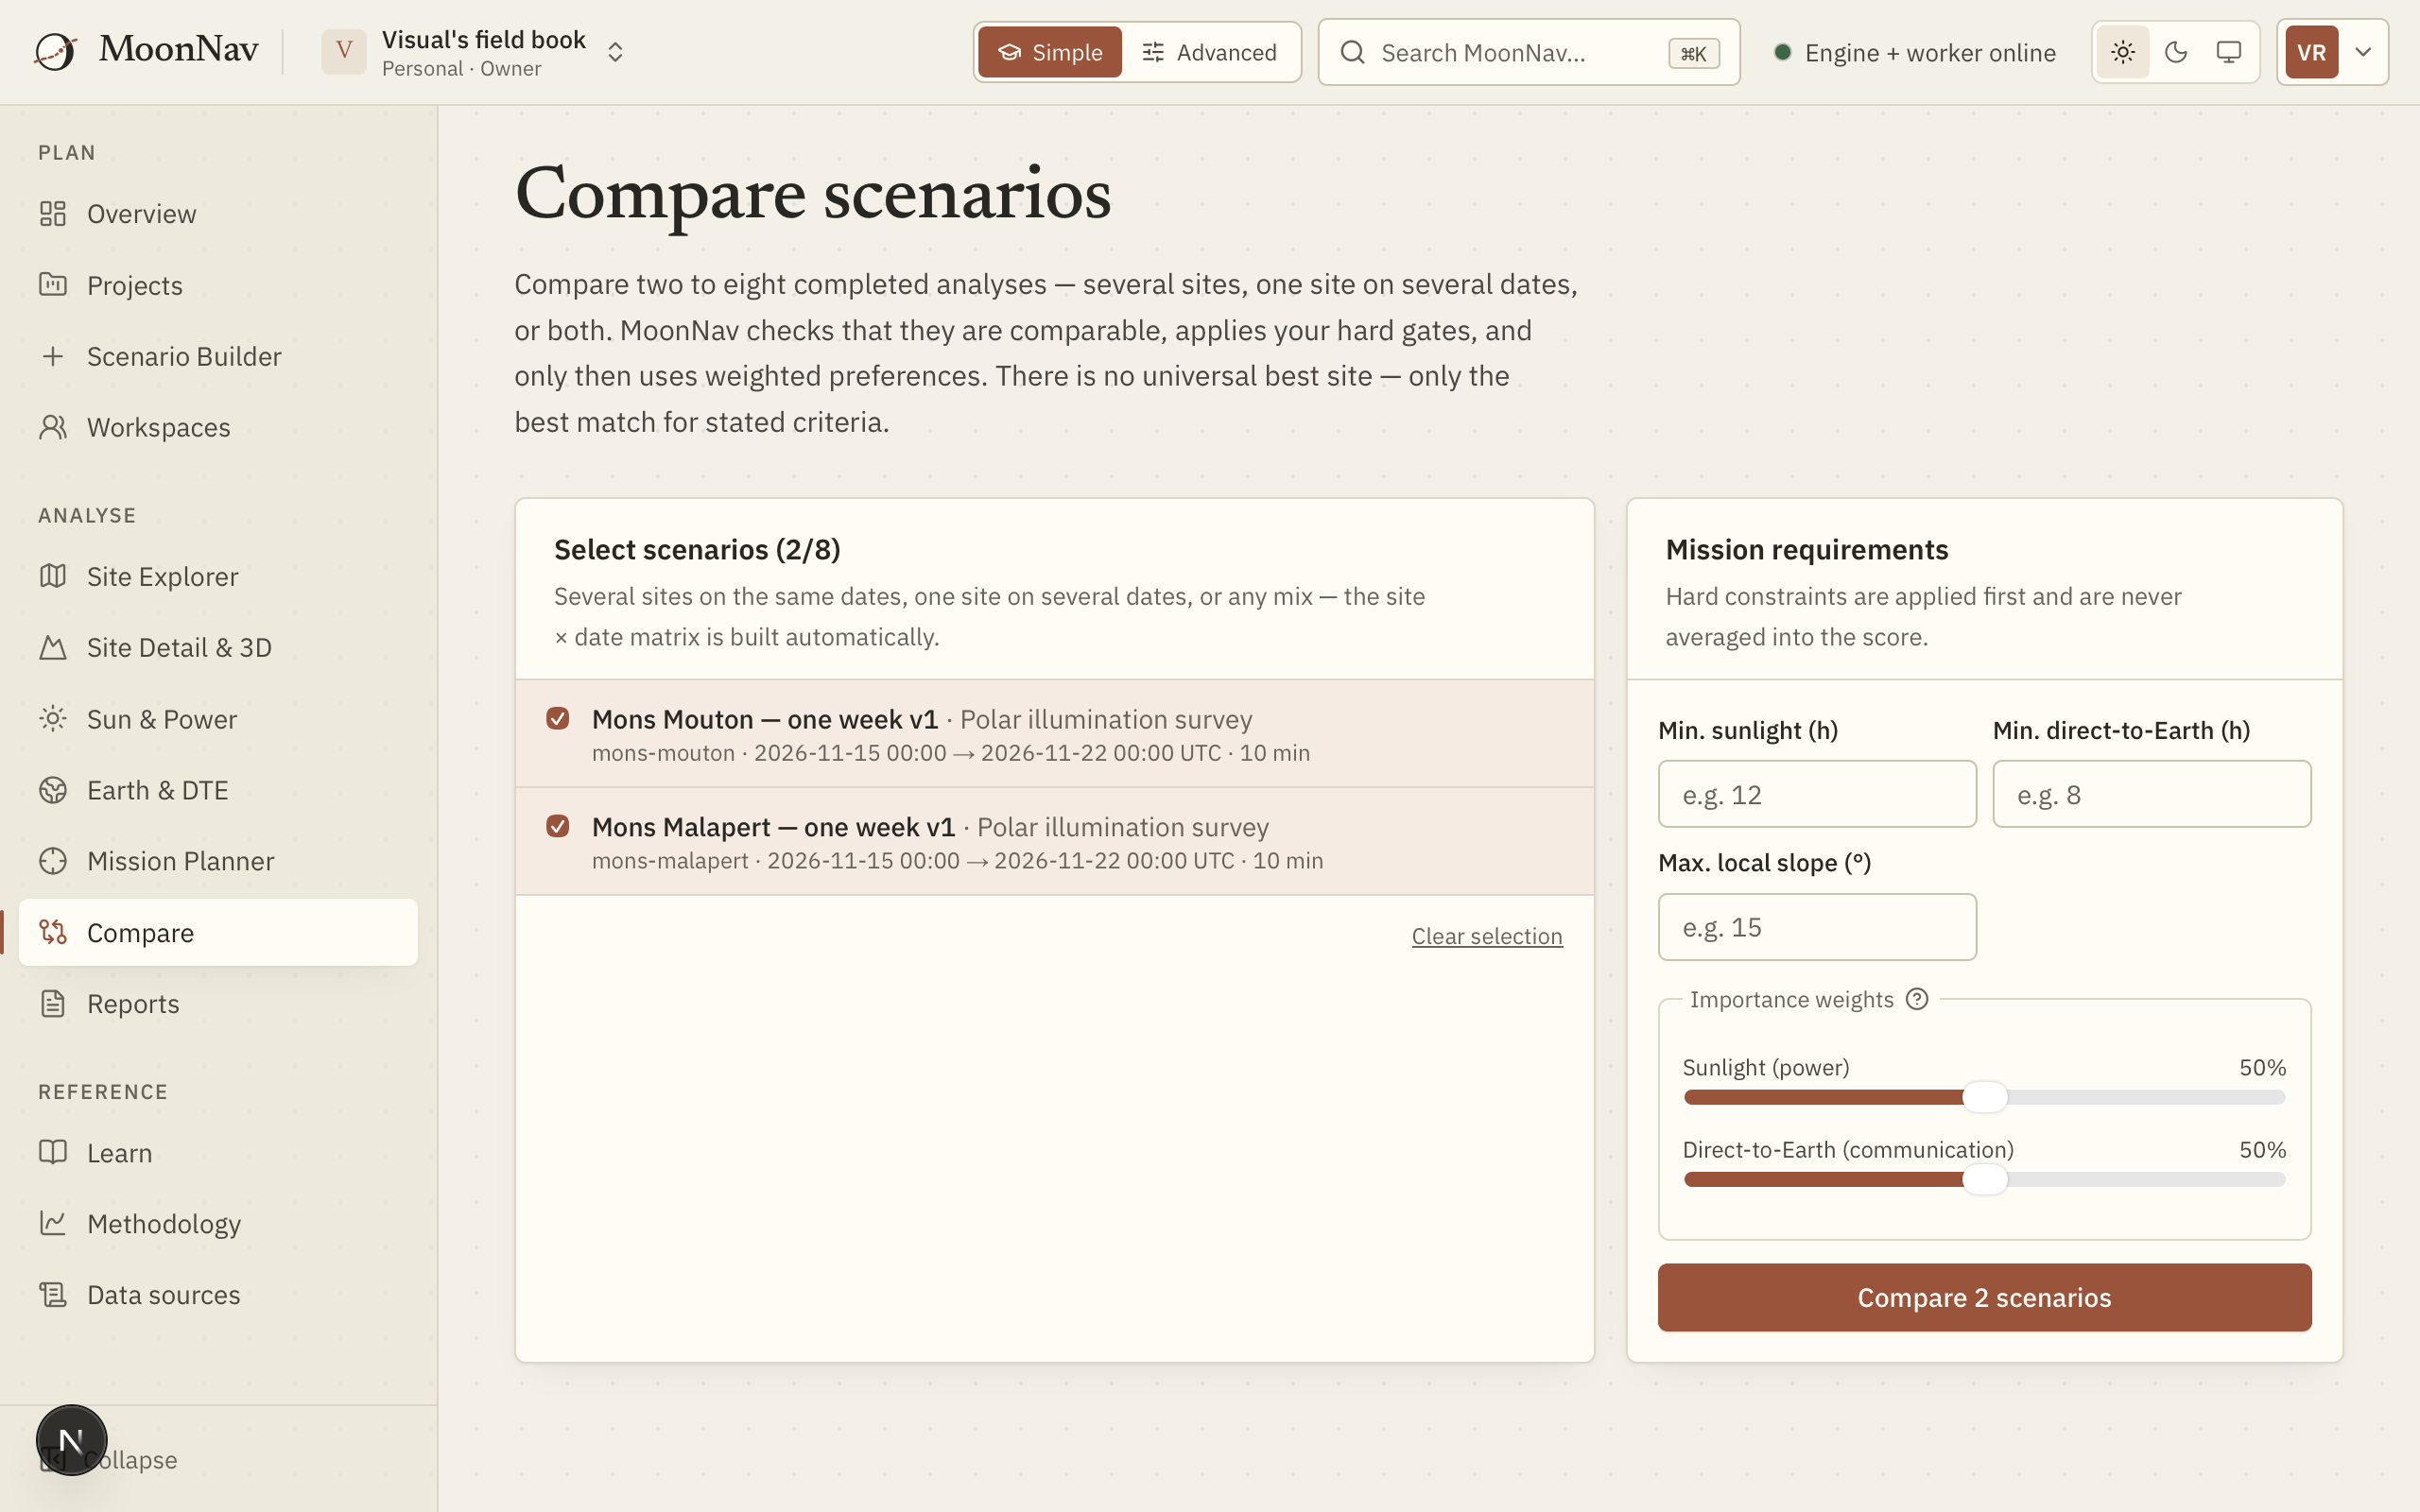 MoonNav
V
Visual's field book
Personal · Owner
Simple
Advanced
Search MoonNav...
⌘K
Engine + worker online
VR
PLAN
Overview
Projects
Scenario Builder
Workspaces
ANALYSE
Site Explorer
Site Detail & 3D
Sun & Power
Earth & DTE
Mission Planner
Compare
Reports
REFERENCE
Learn
Methodology
Data sources
N
Collapse
Compare scenarios
Compare two to eight completed analyses — several sites, one site on several dates,
or both. MoonNav checks that they are comparable, applies your hard gates, and
only then uses weighted preferences. There is no universal best site — only the
best match for stated criteria.
Select scenarios (2/8)
Several sites on the same dates, one site on several dates, or any mix — the site
× date matrix is built automatically.
Mons Mouton — one week v1 · Polar illumination survey
mons-mouton · 2026-11-15 00:00 → 2026-11-22 00:00 UTC · 10 min
Mons Malapert — one week v1 · Polar illumination survey
mons-malapert · 2026-11-15 00:00 → 2026-11-22 00:00 UTC · 10 min
Clear selection
Mission requirements
Hard constraints are applied first and are never
averaged into the score.
Min. sunlight (h)
e.g. 12
Min. direct-to-Earth (h)
e.g. 8
Max. local slope (°)
e.g. 15
Importance weights
Sunlight (power) 50%
Direct-to-Earth (communication) 50%
Compare 2 scenarios